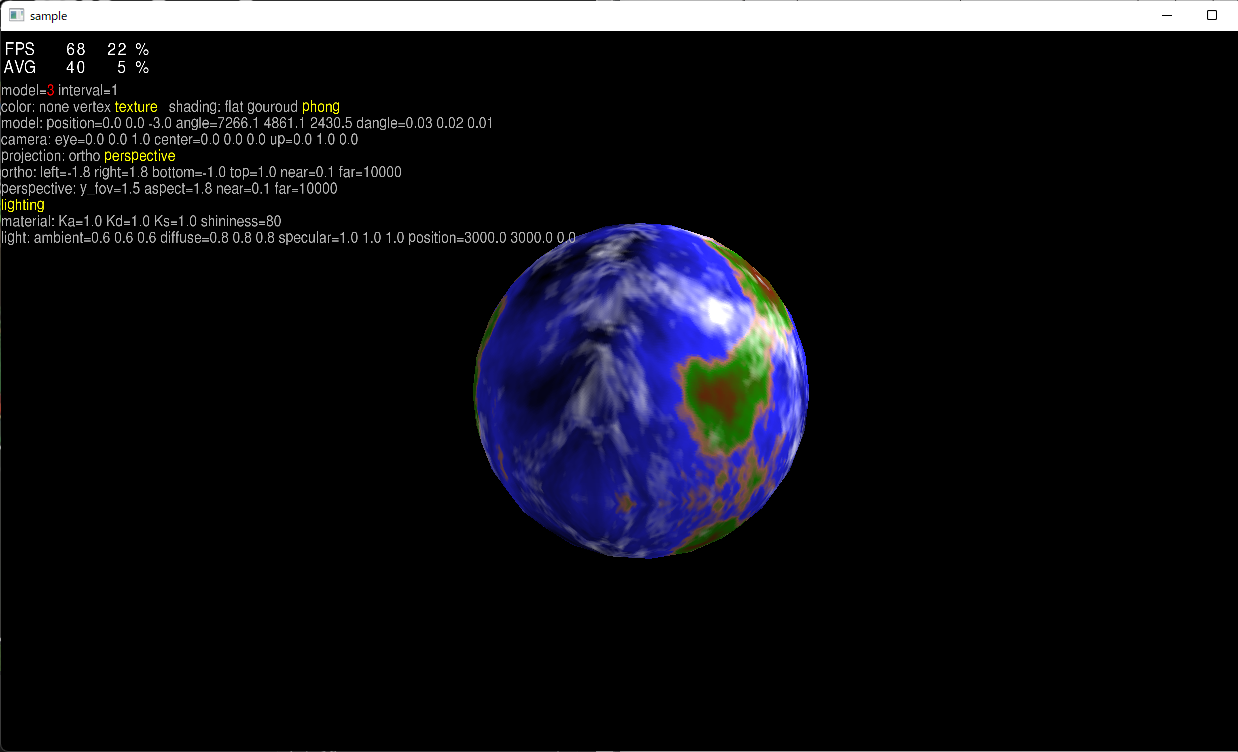 sample
FPS 68 22 %
AVG 40 5 %
model=3 interval=1
color: none vertex texture shading: flat gouroud phong
model: position=0.0 0.0 -3.0 angle=7266.1 4861.1 2430.5 dangle=0.03 0.02 0.01
camera: eye=0.0 0.0 1.0 center=0.0 0.0 0.0 up=0.0 1.0 0.0
projection: ortho perspective
ortho: left=-1.8 right=1.8 bottom=-1.0 top=1.0 near=0.1 far=10000
perspective: y_fov=1.5 aspect=1.8 near=0.1 far=10000
lighting
material: Ka=1.0 Kd=1.0 Ks=1.0 shininess=80
light: ambient=0.6 0.6 0.6 diffuse=0.8 0.8 0.8 specular=1.0 1.0 1.0 position=3000.0 3000.0 0.0